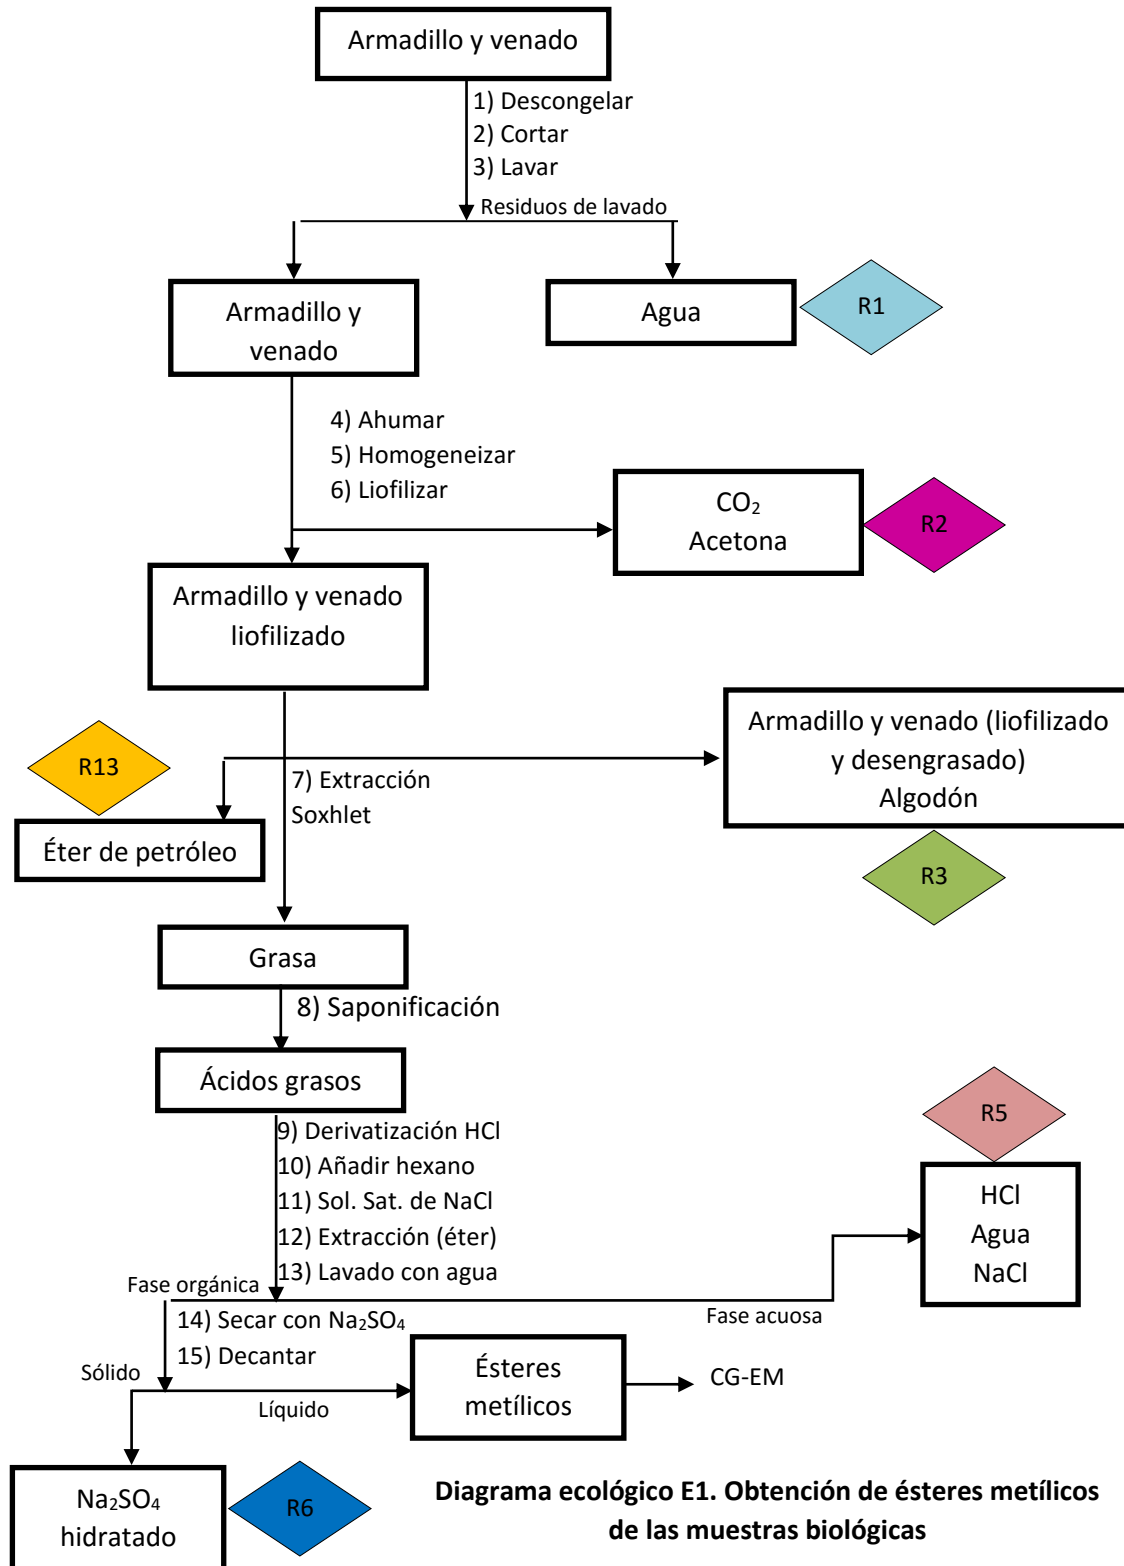 Armadillo y venado
1) Descongelar
2) Cortar
3) Lavar
Residuos de lavado
Armadillo y
venado
Agua
R1
4) Ahumar
5) Homogeneizar
6) Liofilizar
CO₂
Acetona
R2
Armadillo y venado
liofilizado
Armadillo y venado (liofilizado
y desengrasado)
Algodón
R13
7) Extracción
Soxhlet
Éter de petróleo
R3
Grasa
8) Saponificación
Ácidos grasos
R5
9) Derivatización HCl
10) Añadir hexano
11) Sol. Sat. de NaCl
12) Extracción (éter)
13) Lavado con agua
HCl
Agua
NaCl
Fase orgánica
Fase acuosa
14) Secar con Na₂SO₄
15) Decantar
Sólido
Líquido
Ésteres
metílicos
CG-EM
Na₂SO₄
hidratado
R6
Diagrama ecológico E1. Obtención de ésteres metílicos
de las muestras biológicas